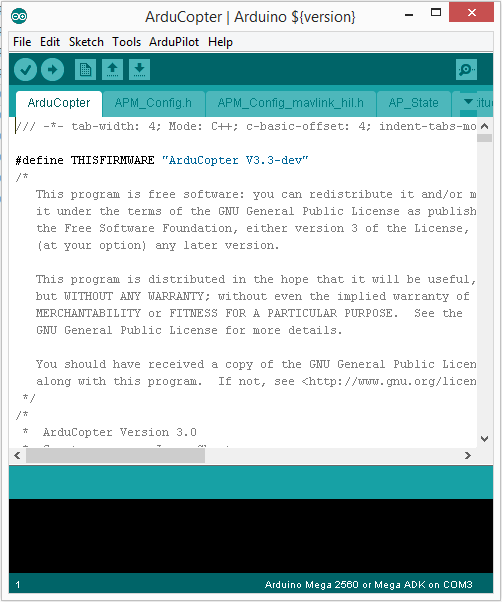 ArduCopter | Arduino ${version}
File Edit Sketch Tools ArduPilot Help
ArduCopter APM_Config.h APM_Config_mavlink_hil.h AP_State
/// -*- tab-width: 4; Mode: C++; c-basic-offset: 4; indent-tabs-mo
#define THISFIRMWARE "ArduCopter V3.3-dev"
/*
This program is free software: you can redistribute it and/or m
it under the terms of the GNU General Public License as publish
the Free Software Foundation, either version 3 of the License,
(at your option) any later version.
This program is distributed in the hope that it will be useful,
but WITHOUT ANY WARRANTY; without even the implied warranty of
MERCHANTABILITY or FITNESS FOR A PARTICULAR PURPOSE.  See the
GNU General Public License for more details.
You should have received a copy of the GNU General Public Licen
along with this program.  If not, see <http://www.gnu.org/licen
*/
/*
*  ArduCopter Version 3.0
1 Arduino Mega 2560 or Mega ADK on COM3